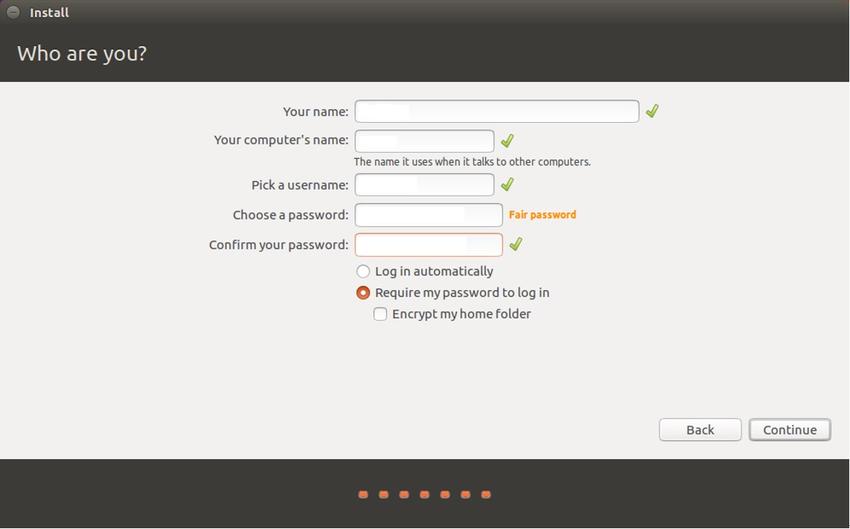 Install
Who are you?
Your name:
Your computer's name:
The name it uses when it talks to other computers.
Pick a username:
Choose a password: Fair password
Confirm your password:
Log in automatically
Require my password to log in
Encrypt my home folder
Back Continue